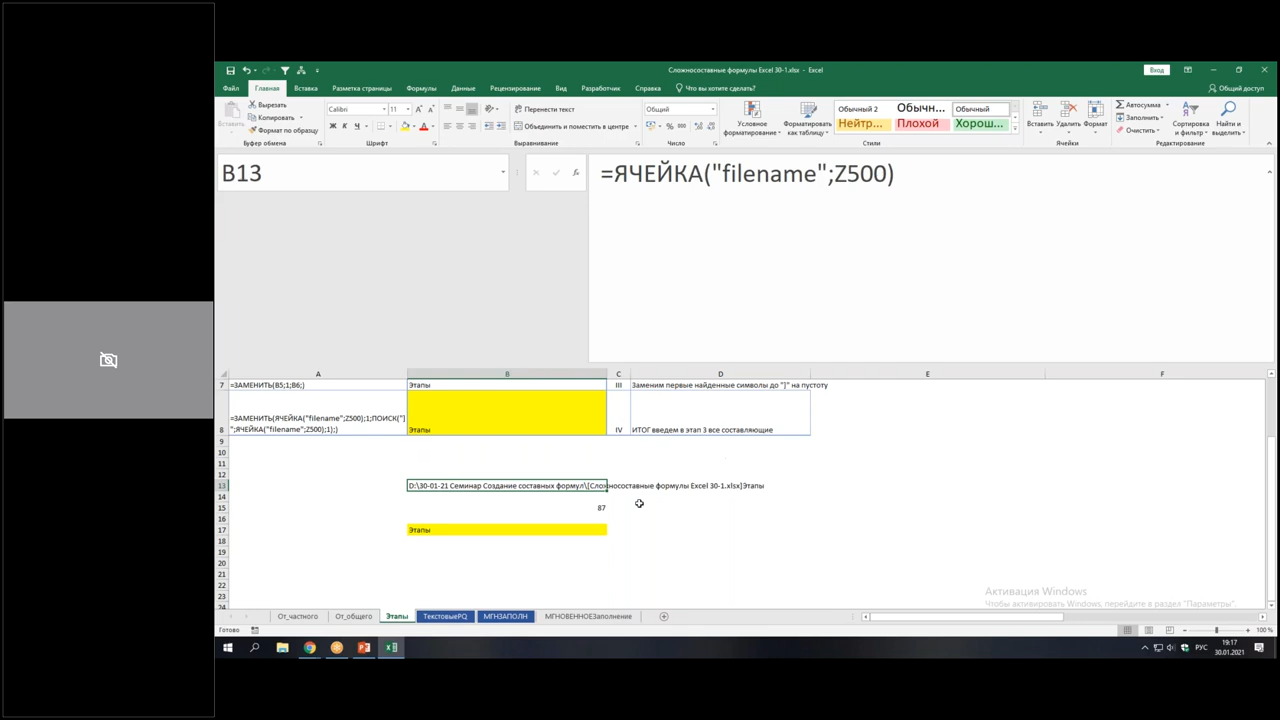 Сложносоставные формулы Excel 30-1.xlsx - Excel
Вход
Файл Главная Вставка Разметка страницы Формулы Данные Рецензирование Вид Разработчик Справка Что вы хотите сделать? Общий доступ
Вставить
Вырезать
Копировать
Формат по образцу
Буфер обмена
Calibri 11
Ж К Ч
Шрифт
Перенести текст
Объединить и поместить в центре
Выравнивание
Общий
Число
Условное форматирование
Форматировать как таблицу
Обычный 2 Обычн... Обычный
Нейтр... Плохой Хорош...
Стили
Вставить Удалить Формат
Ячейки
Автосумма
Заполнить
Очистить
Сортировка и фильтр
Найти и выделить
Редактирование
B13
fx
=ЯЧЕЙКА("filename";Z500)
A B C D E F
7 =ЗАМЕНИТЬ(B5;1;B6;) Этапы III Заменим первые найденные символы до "]" на пустоту
=ЗАМЕНИТЬ(ЯЧЕЙКА("filename";Z500);1;ПОИСК("]
8 ";ЯЧЕЙКА("filename";Z500);1);) Этапы IV ИТОГ введем в этап 3 все составляющие
9
10
11
12
13 D:\30-01-21 Семинар Создание составных формул\[Сложносоставные формулы Excel 30-1.xlsx]Этапы
14
15 87
16
17 Этапы
18
19
20
21
22
23
24
Активация Windows
Чтобы активировать Windows, перейдите в раздел "Параметры".
От_частного От_общего Этапы ТекстовыеPQ МГНЗАПОЛН МГНОВЕННОЕЗаполнение
Готово
100 %
РУС
19:17
30.01.2021